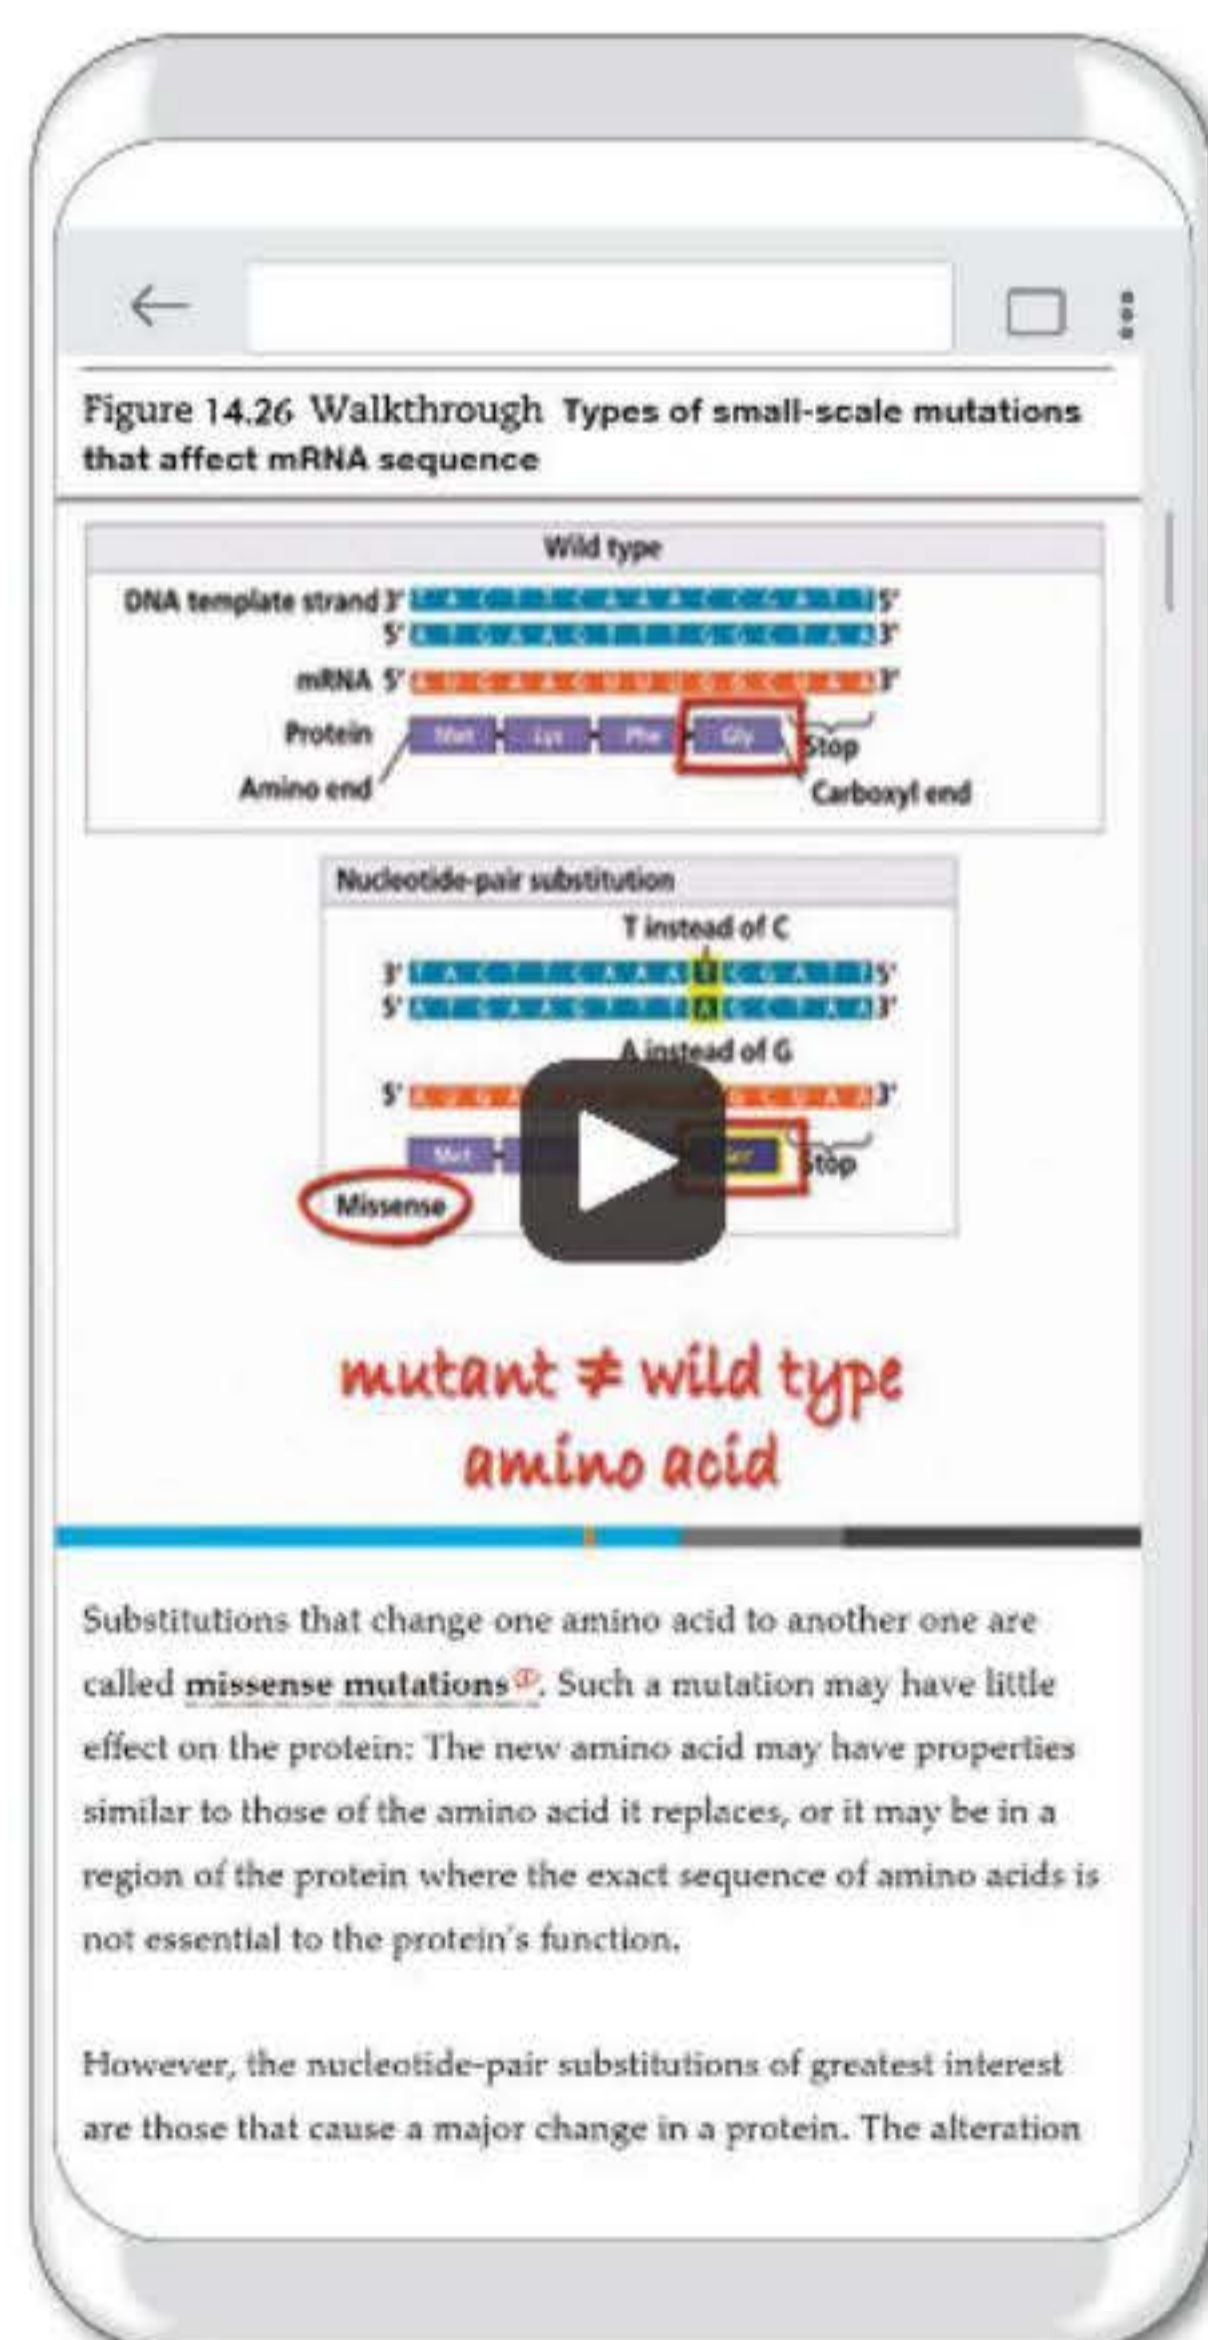 Figure 14.26 Walkthrough Types of small-scale mutations
that affect mRNA sequence
Wild type
DNA template strand 3' T A C T T C A A A C C G A T T 5'
5' A T G A A G T T T G G C T A A 3'
mRNA 5' A U G A A G U U U G G C U A A 3'
Protein Met Lys Phe Gly Stop
Amino end Carboxyl end
Nucleotide-pair substitution
T instead of C
3' T A C T T C A A A T C G A T T 5'
5' A T G A A G T T T A G C T A A 3'
A instead of G
5' A U G A G C U A A 3'
Met Stop
Missense
mutant ≠ wild type
amino acid
Substitutions that change one amino acid to another one are
called missense mutations. Such a mutation may have little
effect on the protein: The new amino acid may have properties
similar to those of the amino acid it replaces, or it may be in a
region of the protein where the exact sequence of amino acids is
not essential to the protein's function.
However, the nucleotide-pair substitutions of greatest interest
are those that cause a major change in a protein. The alteration